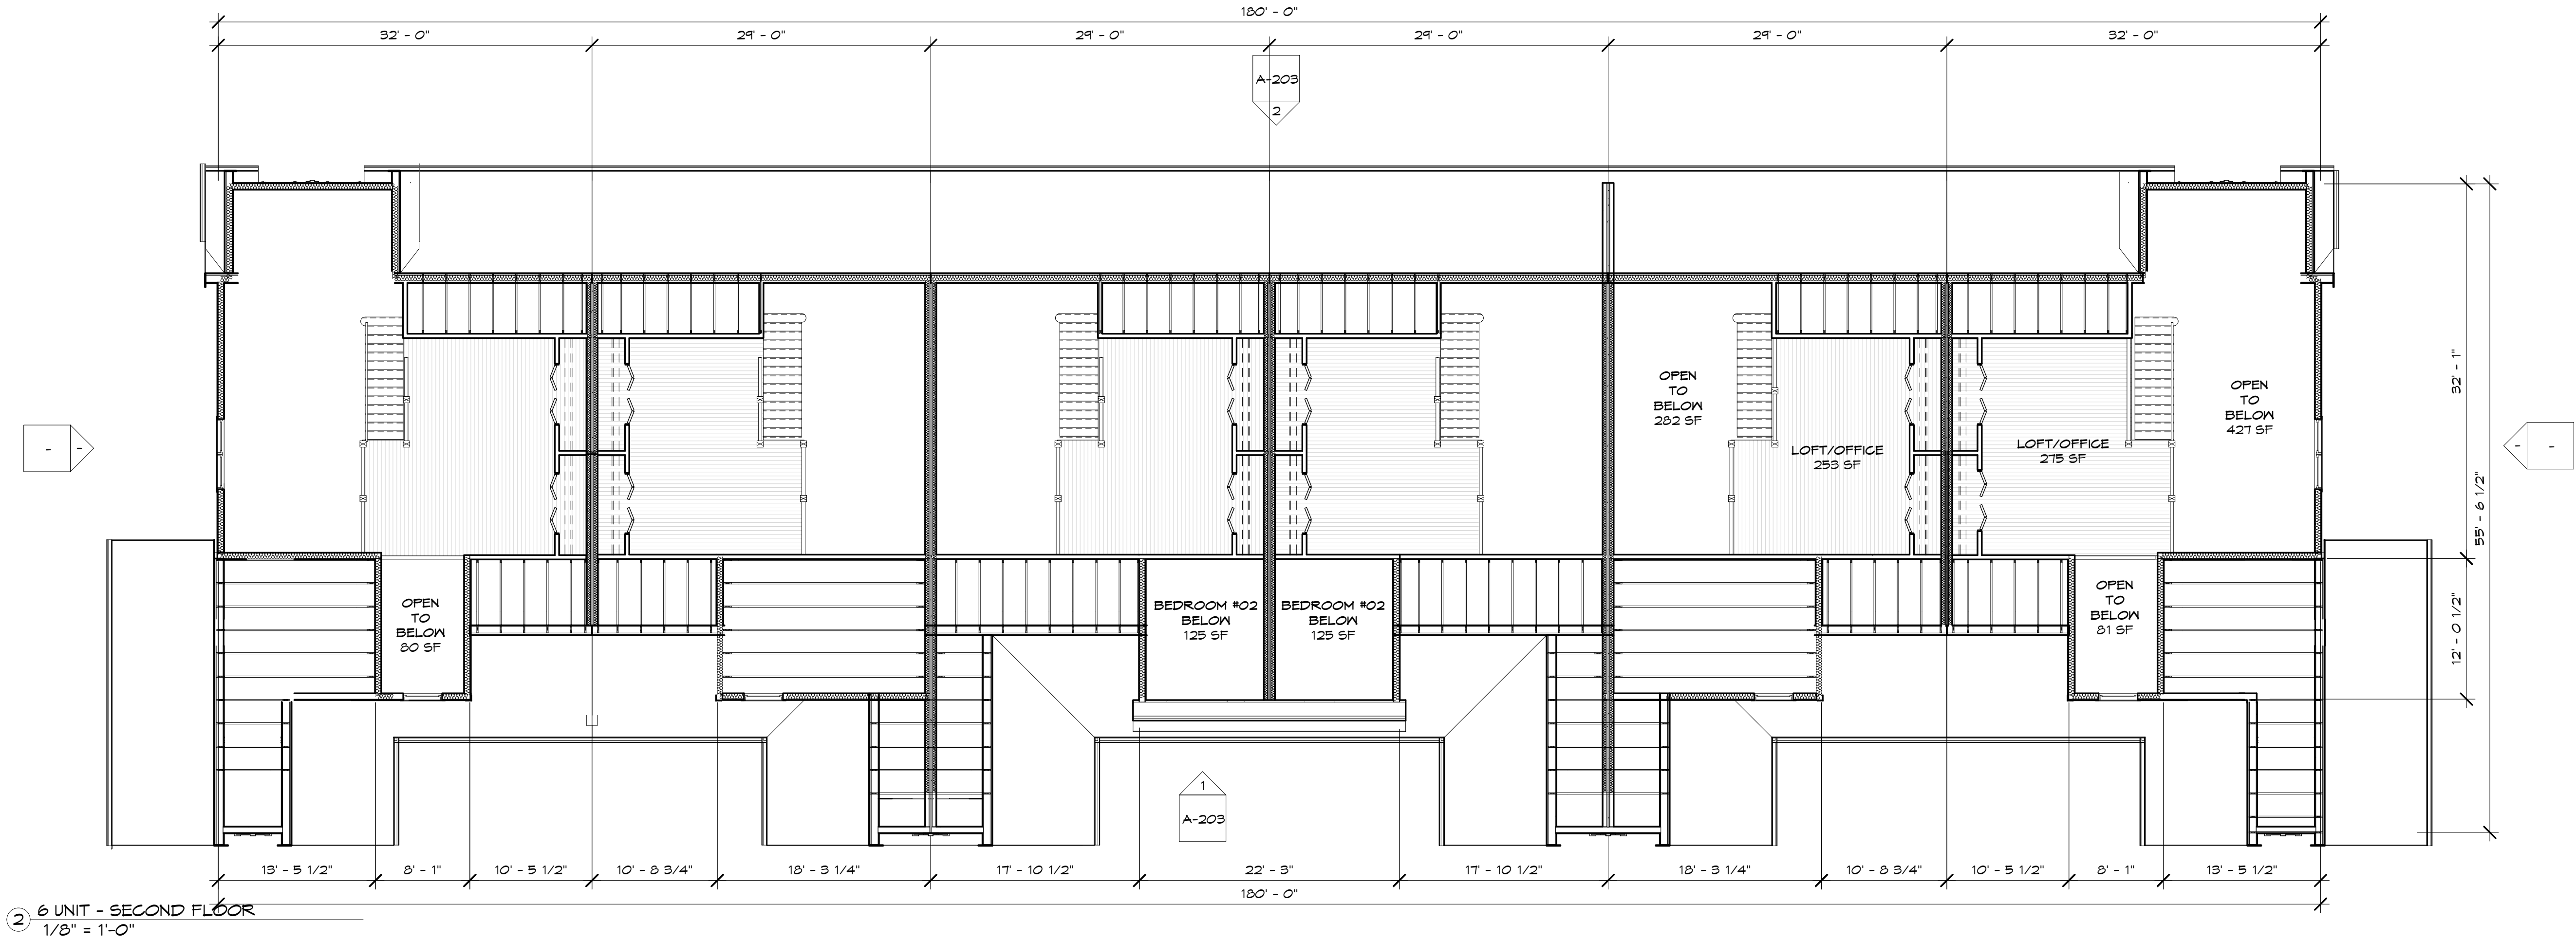 180' - 0"
32' - 0"
29' - 0"
29' - 0"
29' - 0"
29' - 0"
32' - 0"
A-203
2
OPEN
TO
BELOW
282 SF
LOFT/OFFICE
253 SF
LOFT/OFFICE
275 SF
OPEN
TO
BELOW
427 SF
32' - 1"
55' - 6 1/2"
12' - 0 1/2"
-
-
-
-
OPEN
TO
BELOW
80 SF
BEDROOM #02
BELOW
125 SF
BEDROOM #02
BELOW
125 SF
OPEN
TO
BELOW
81 SF
1
A-203
13' - 5 1/2"
8' - 1"
10' - 5 1/2"
10' - 8 3/4"
18' - 3 1/4"
17' - 10 1/2"
22' - 3"
17' - 10 1/2"
18' - 3 1/4"
10' - 8 3/4"
10' - 5 1/2"
8' - 1"
13' - 5 1/2"
180' - 0"
2
6 UNIT - SECOND FLOOR
1/8" = 1'-0"